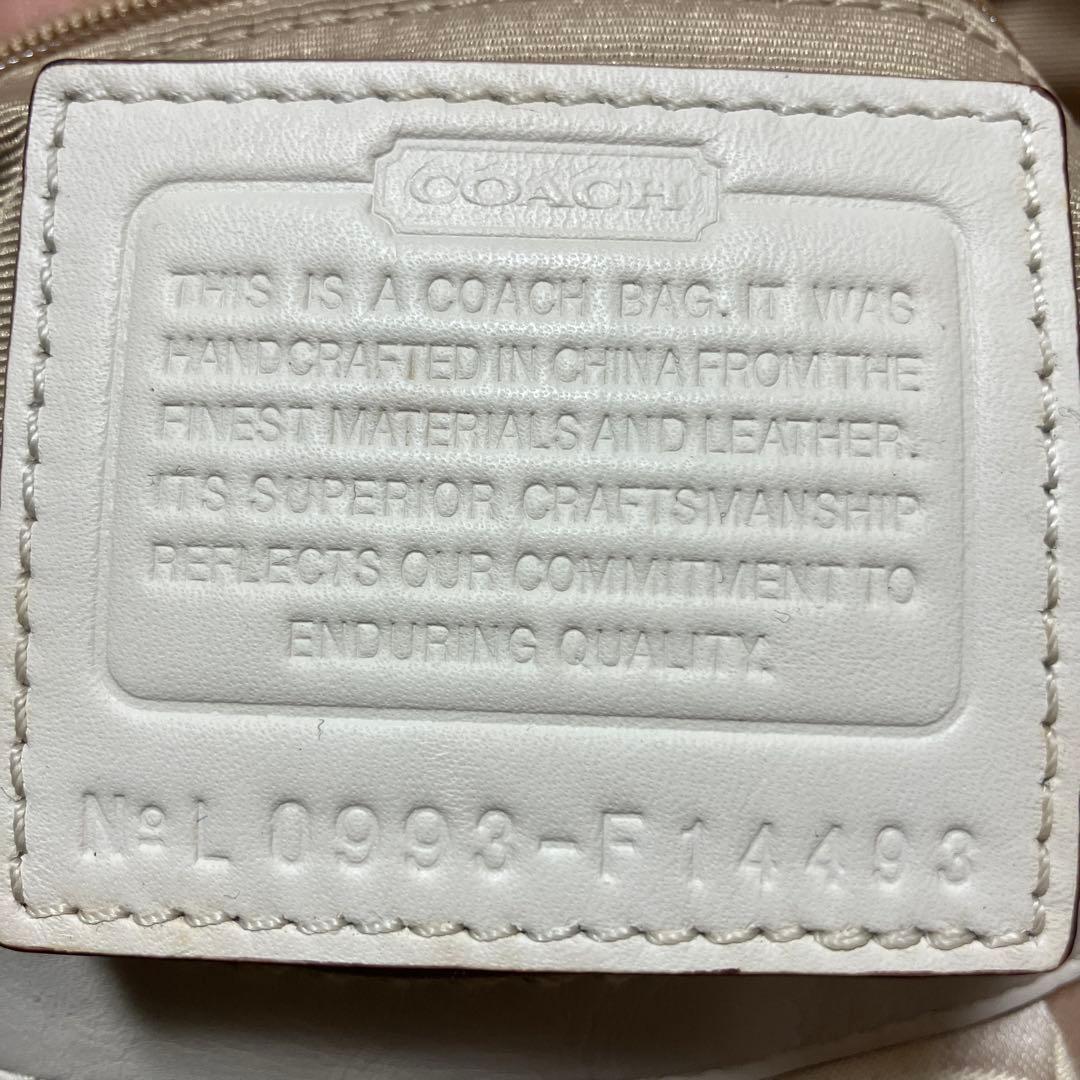 COACH
THIS IS A COACH BAG. IT WAS
HANDCRAFTED IN CHINA FROM THE
FINEST MATERIALS AND LEATHER.
ITS SUPERIOR CRAFTSMANSHIP
REFLECTS OUR COMMITMENT TO
ENDURING QUALITY.
Nº L0993-F14493